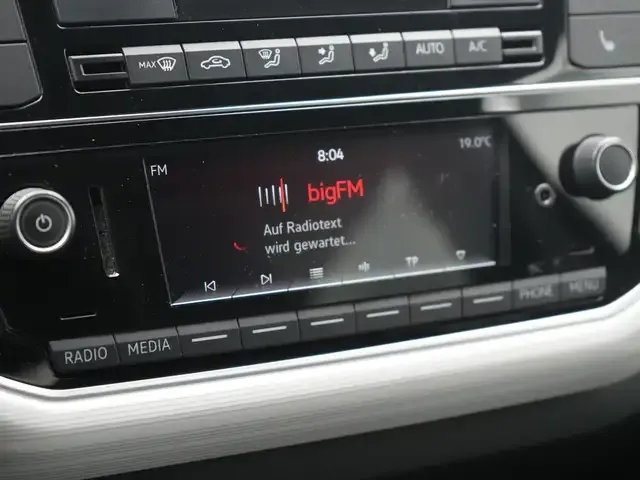 MAX
AUTO
A/C
8:04
19.0°C
FM
bigFM
Auf Radiotext
wird gewartet...
TP
RADIO
MEDIA
PHONE
MENU